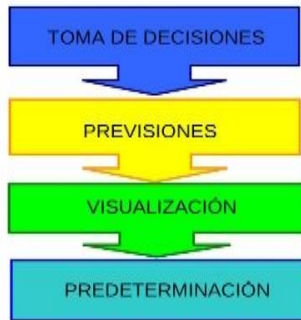 TOMA DE DECISIONES
PREVISIONES
VISUALIZACIÓN
PREDETERMINACIÓN